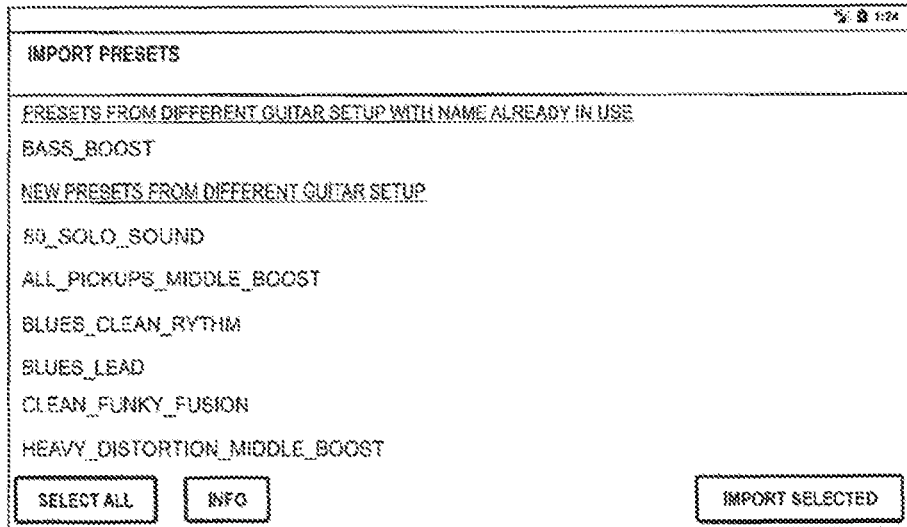 1:24
IMPORT PRESETS
PRESETS FROM DIFFERENT GUITAR SETUP WITH NAME ALREADY IN USE
BASS_BOOST
NEW PRESETS FROM DIFFERENT GUITAR SETUP
80_SOLO_SOUND
ALL_PICKUPS_MIDDLE_BOOST
BLUES_CLEAN_RYTHM
BLUES_LEAD
CLEAN_FUNKY_FUSION
HEAVY_DISTORTION_MIDDLE_BOOST
SELECT ALL INFO IMPORT SELECTED